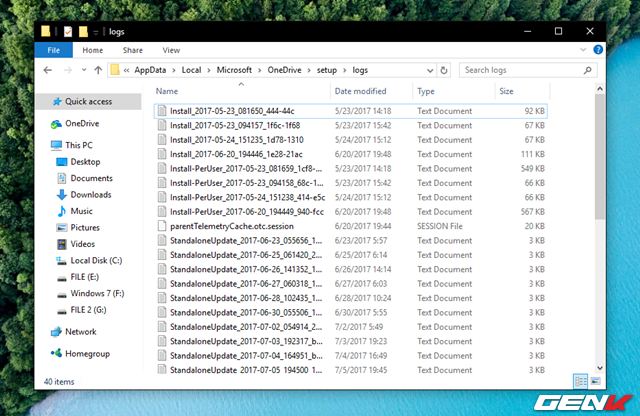 logs
File Home Share View
« AppData › Local › Microsoft › OneDrive › setup › logs
Search logs
Name Date modified Type Size
Quick access
OneDrive
This PC
Desktop
Documents
Downloads
Music
Pictures
Videos
Local Disk (C:)
FILE (E:)
Windows 7 (F:)
FILE 2 (G:)
Network
Homegroup
Install_2017-05-23_081650_444-44c 5/23/2017 14:18 Text Document 92 KB
Install_2017-05-23_094157_1f6c-1f68 5/23/2017 15:42 Text Document 67 KB
Install_2017-05-24_151235_1d78-1310 5/24/2017 15:12 Text Document 67 KB
Install_2017-06-20_194446_1e28-21ac 6/20/2017 19:48 Text Document 111 KB
Install-PerUser_2017-05-23_081659_1cf8-... 5/23/2017 14:18 Text Document 549 KB
Install-PerUser_2017-05-23_094158_68c-1... 5/23/2017 15:42 Text Document 66 KB
Install-PerUser_2017-05-24_151238_414-e5c 5/24/2017 15:12 Text Document 66 KB
Install-PerUser_2017-06-20_194449_940-fcc 6/20/2017 19:48 Text Document 567 KB
parentTelemetryCache.otc.session 6/20/2017 19:44 SESSION File 20 KB
StandaloneUpdate_2017-06-23_055656_1... 6/23/2017 5:57 Text Document 3 KB
StandaloneUpdate_2017-06-25_061420_2... 6/25/2017 6:14 Text Document 3 KB
StandaloneUpdate_2017-06-26_141352_1... 6/26/2017 14:14 Text Document 3 KB
StandaloneUpdate_2017-06-27_060318_1... 6/27/2017 6:03 Text Document 3 KB
StandaloneUpdate_2017-06-28_102435_1... 6/28/2017 10:24 Text Document 3 KB
StandaloneUpdate_2017-06-30_055506_1... 6/30/2017 5:55 Text Document 3 KB
StandaloneUpdate_2017-07-02_054914_2... 7/2/2017 5:49 Text Document 3 KB
StandaloneUpdate_2017-07-03_192317_b... 7/3/2017 19:23 Text Document 3 KB
StandaloneUpdate_2017-07-04_164951_b... 7/4/2017 16:49 Text Document 3 KB
StandaloneUpdate_2017-07-05_194500_1... 7/5/2017 19:45 Text Document 3 KB
40 items
GENK